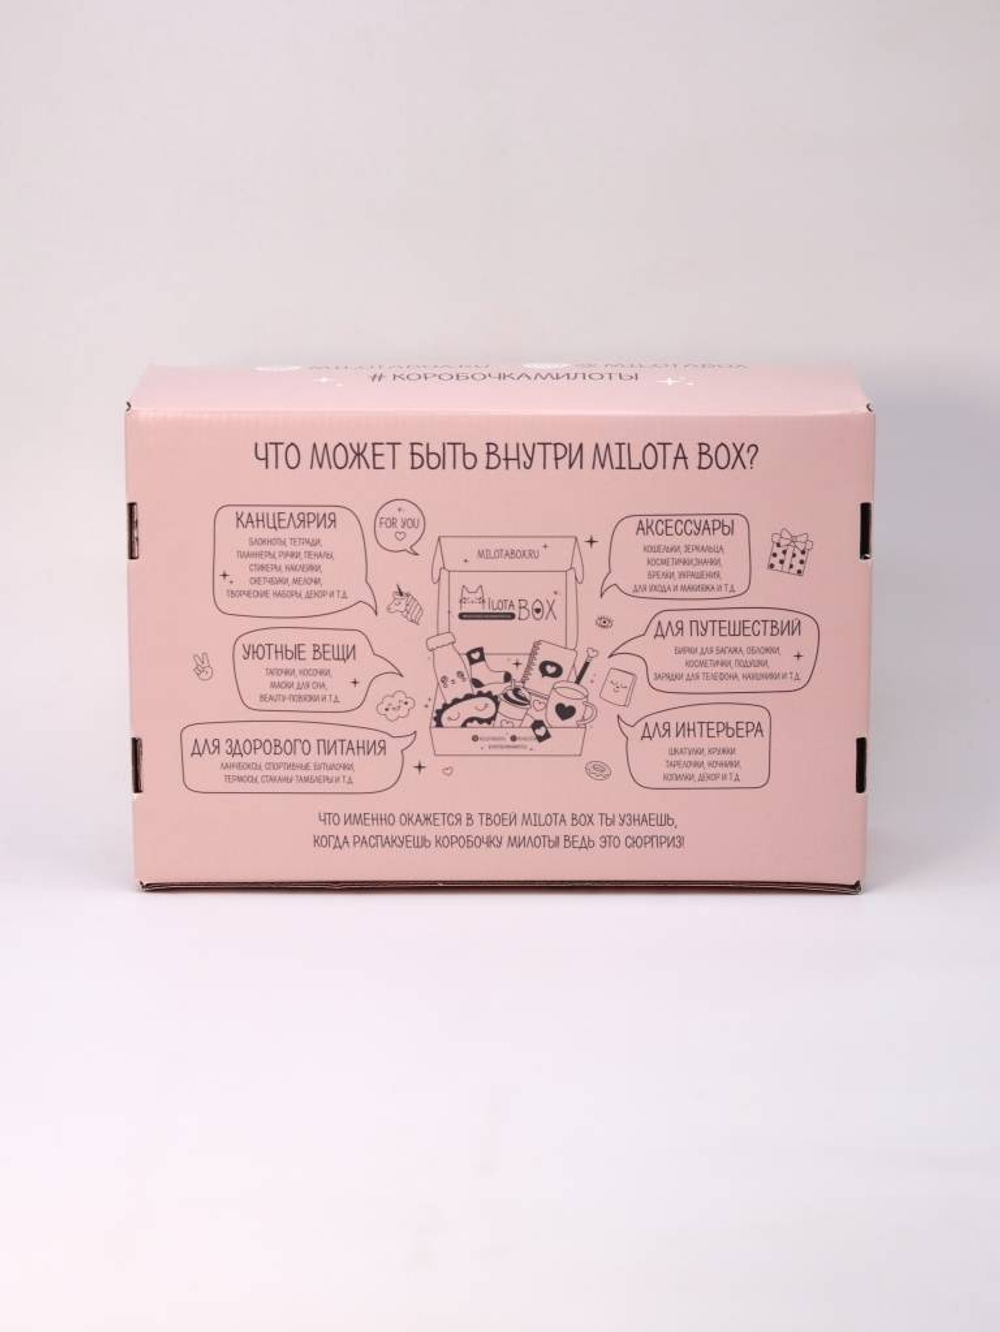 MILOTABOX.RU @ MILOTABOX
#КОРОБОЧКАМИЛОТЫ
ЧТО МОЖЕТ БЫТЬ ВНУТРИ MILOTA BOX?
КАНЦЕЛЯРИЯ
БЛОКНОТЫ, ТЕТРАДИ,
ПЛАННЕРЫ, РУЧКИ, ПЕНАЛЫ,
СТИКЕРЫ, НАКЛЕЙКИ,
СКЕТЧБУКИ, МЕЛОЧИ,
ТВОРЧЕСКИЕ НАБОРЫ, ДЕКОР И Т.Д.
FOR YOU
УЮТНЫЕ ВЕЩИ
ТАПОЧКИ, НОСОЧКИ,
МАСКИ ДЛЯ СНА,
BEAUTY-ПОВЯЗКИ И Т.Д.
ДЛЯ ЗДОРОВОГО ПИТАНИЯ
ЛАНЧБОКСЫ, СПОРТИВНЫЕ БУТЫЛОЧКИ,
ТЕРМОСЫ, СТАКАНЫ-ТАМБЛЕРЫ И Т.Д.
MILOTABOX.RU
MILOTA BOX
АКСЕССУАРЫ
КОШЕЛЬКИ, ЗЕРКАЛЬЦА,
КОСМЕТИЧКИ,ЗНАЧКИ,
БРЕЛКИ, УКРАШЕНИЯ,
ДЛЯ УХОДА И МАКИЯЖА И Т.Д.
ДЛЯ ПУТЕШЕСТВИЙ
БИРКИ ДЛЯ БАГАЖА, ОБЛОЖКИ,
КОСМЕТИЧКИ, ПОДУШКИ,
ЗАРЯДКИ ДЛЯ ТЕЛЕФОНА, НАУШНИКИ И Т.Д.
ДЛЯ ИНТЕРЬЕРА
ШКАТУЛКИ, КРУЖКИ
ТАРЕЛОЧКИ, НОЧНИКИ,
КОПИЛКИ, ДЕКОР И Т.Д.
ЧТО ИМЕННО ОКАЖЕТСЯ В ТВОЕЙ MILOTA BOX ТЫ УЗНАЕШЬ,
КОГДА РАСПАКУЕШЬ КОРОБОЧКУ МИЛОТЫ! ВЕДЬ ЭТО СЮРПРИЗ!